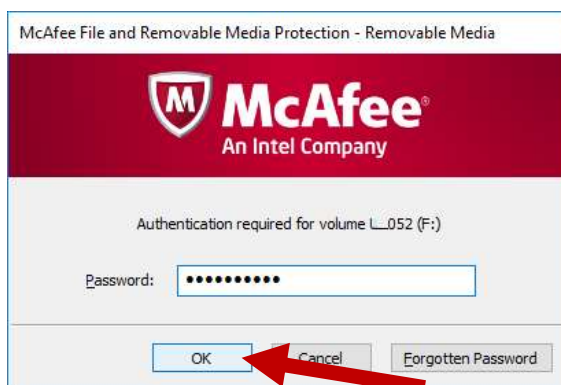 McAfee File and Removable Media Protection - Removable Media
McAfee®
An Intel Company
Authentication required for volume L__052 (F:)
Password: ••••••••••
OK Cancel Forgotten Password